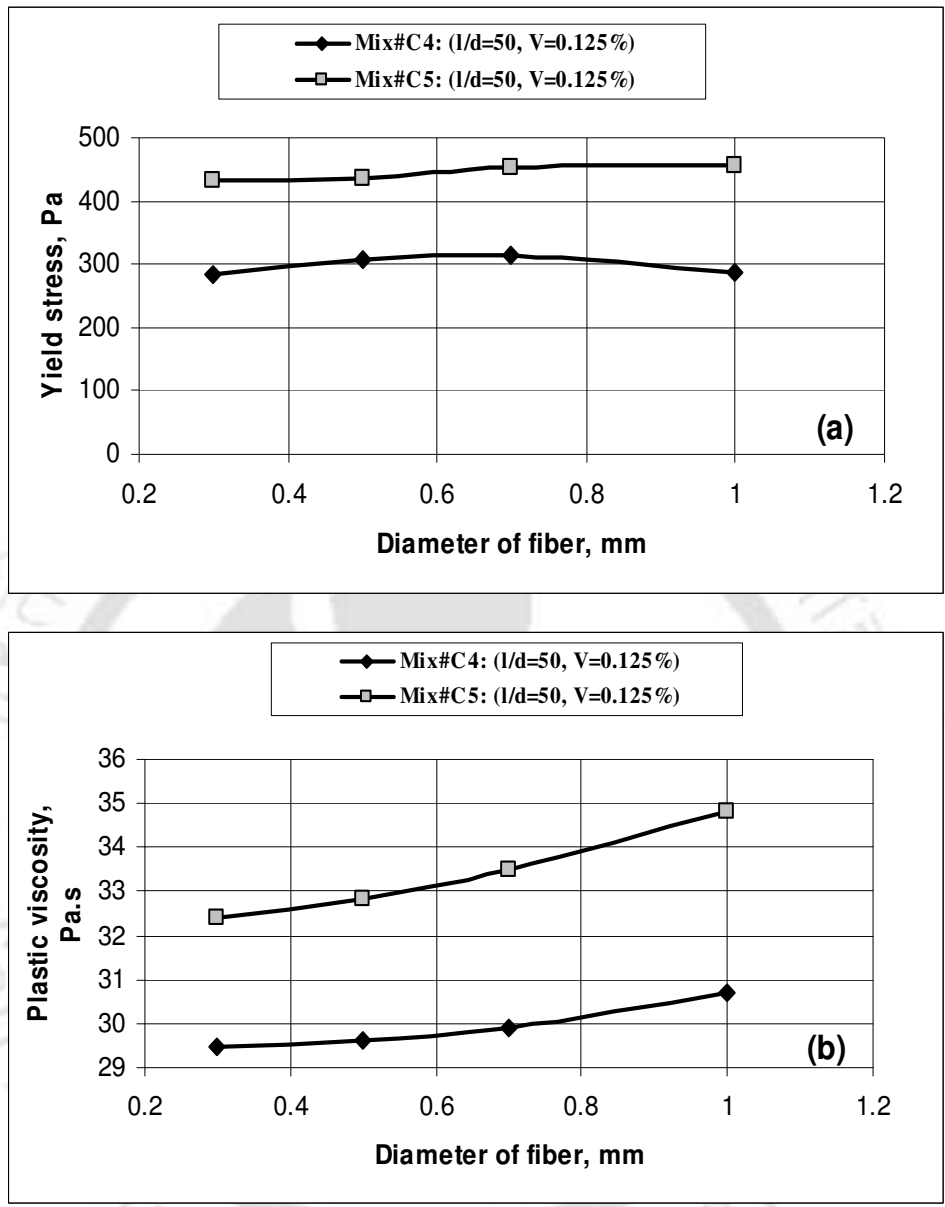 Mix#C4: (l/d=50, V=0.125%)
Mix#C5: (l/d=50, V=0.125%)
500
400
300
200
100
0
Yield stress, Pa
(a)
0.2 0.4 0.6 0.8 1 1.2
Diameter of fiber, mm
Mix#C4: (l/d=50, V=0.125%)
Mix#C5: (l/d=50, V=0.125%)
36
35
34
33
32
31
30
29
Plastic viscosity,
Pa.s
(b)
0.2 0.4 0.6 0.8 1 1.2
Diameter of fiber, mm